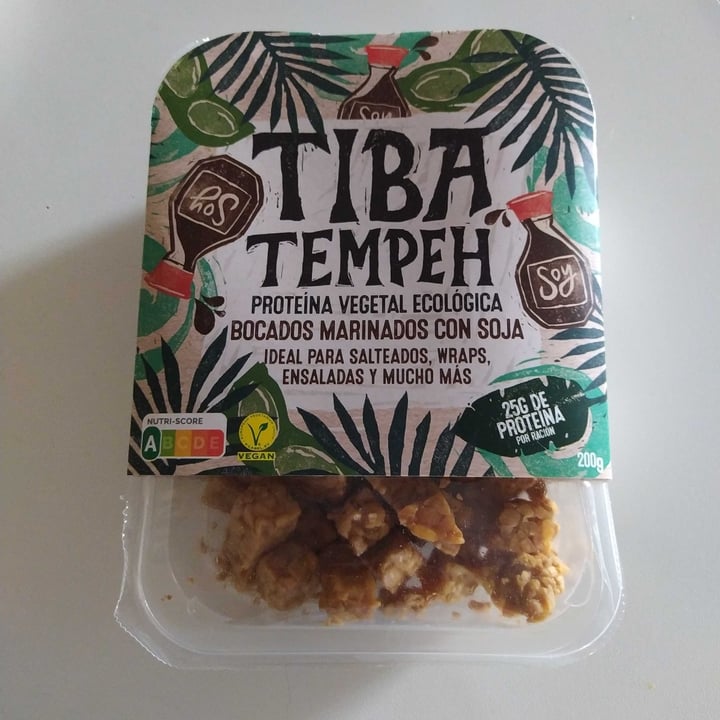 Soy
TIBA
TEMPEH
Soy
Soy
PROTEÍNA VEGETAL ECOLÓGICA
BOCADOS MARINADOS CON SOJA
IDEAL PARA SALTEADOS, WRAPS,
ENSALADAS Y MUCHO MÁS
25G DE
PROTEÍNA
POR RACIÓN
NUTRI-SCORE
A B C D E
V
VEGAN
200g